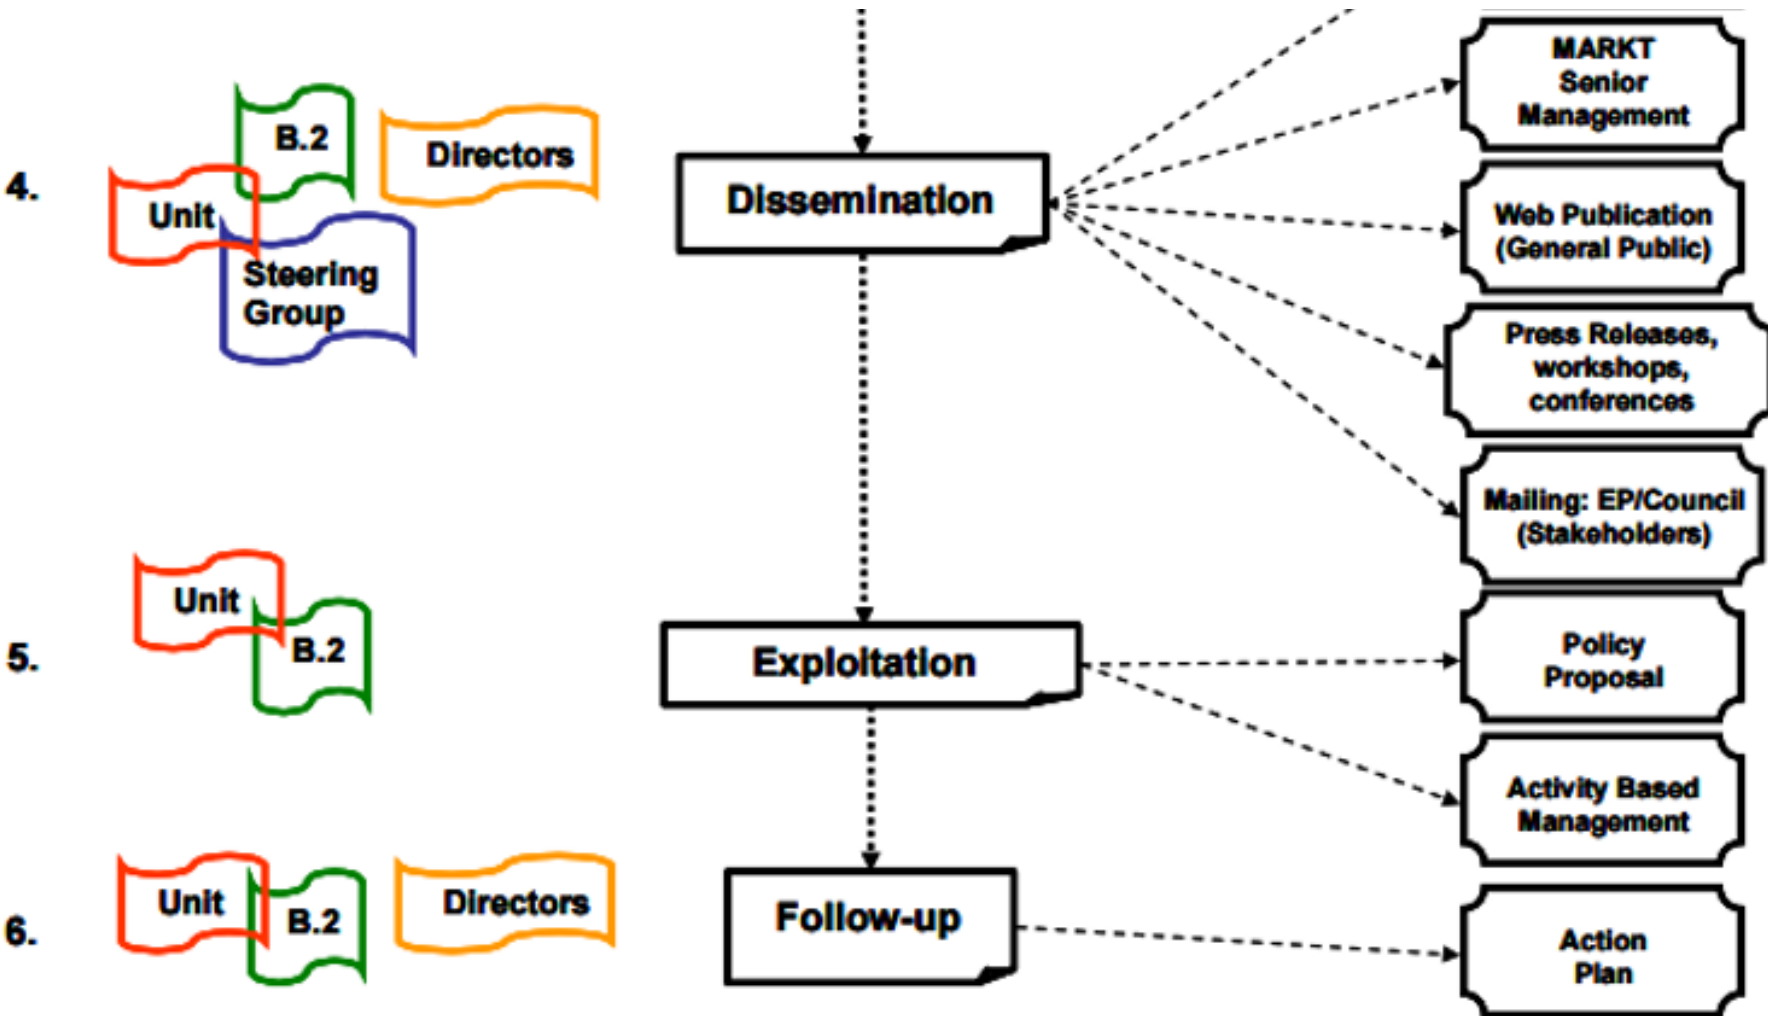 4.
B.2
Directors
Unit
Steering
Group
Dissemination
MARKT
Senior
Management
Web Publication
(General Public)
Press Releases,
workshops,
conferences
Mailing: EP/Council
(Stakeholders)
5.
Unit
B.2
Exploitation
Policy
Proposal
Activity Based
Management
6.
Unit
B.2
Directors
Follow-up
Action
Plan